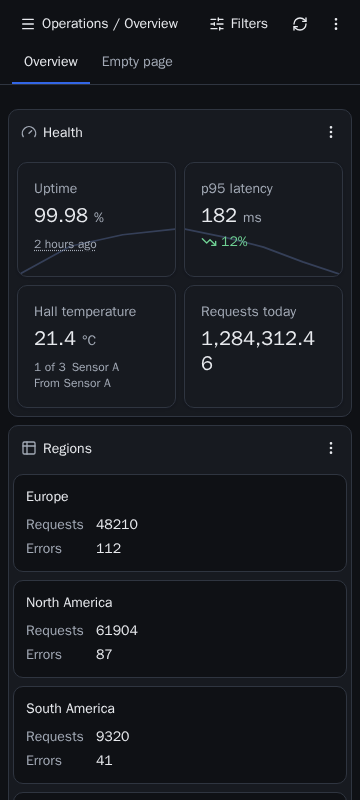 Operations / Overview
Filters
Overview
Empty page
Health
Uptime
99.98 %
2 hours ago
p95 latency
182 ms
12%
Hall temperature
21.4 °C
1 of 3 Sensor A
From Sensor A
Requests today
1,284,312.4
6
Regions
Europe
Requests 48210
Errors 112
North America
Requests 61904
Errors 87
South America
Requests 9320
Errors 41